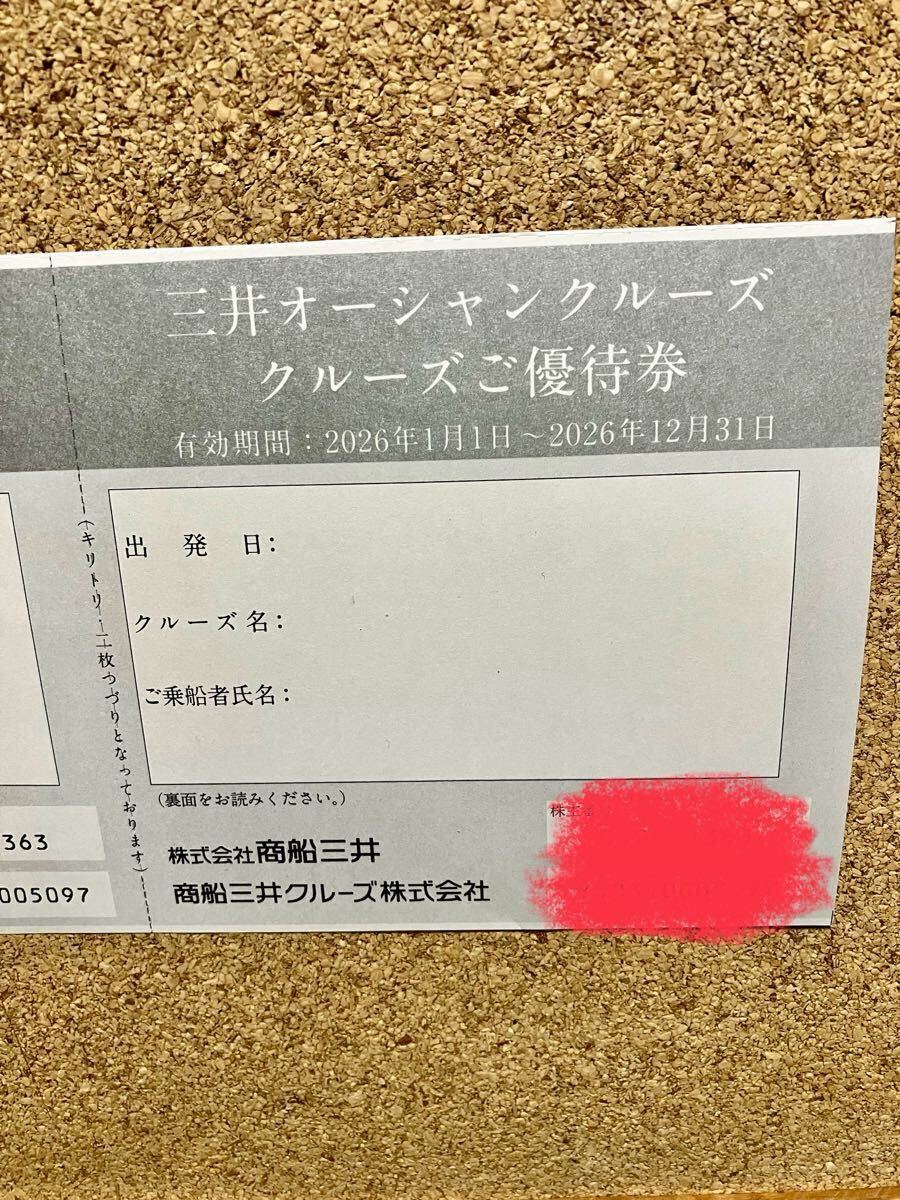 三井オーシャンクルーズ
クルーズご優待券
有効期間：2026年1月1日～2026年12月31日
(キリトリ・二枚つづりとなっております)
出発日：
クルーズ名：
ご乗船者氏名：
(裏面をお読みください。)
株式会社商船三井
商船三井クルーズ株式会社
363
005097
株主